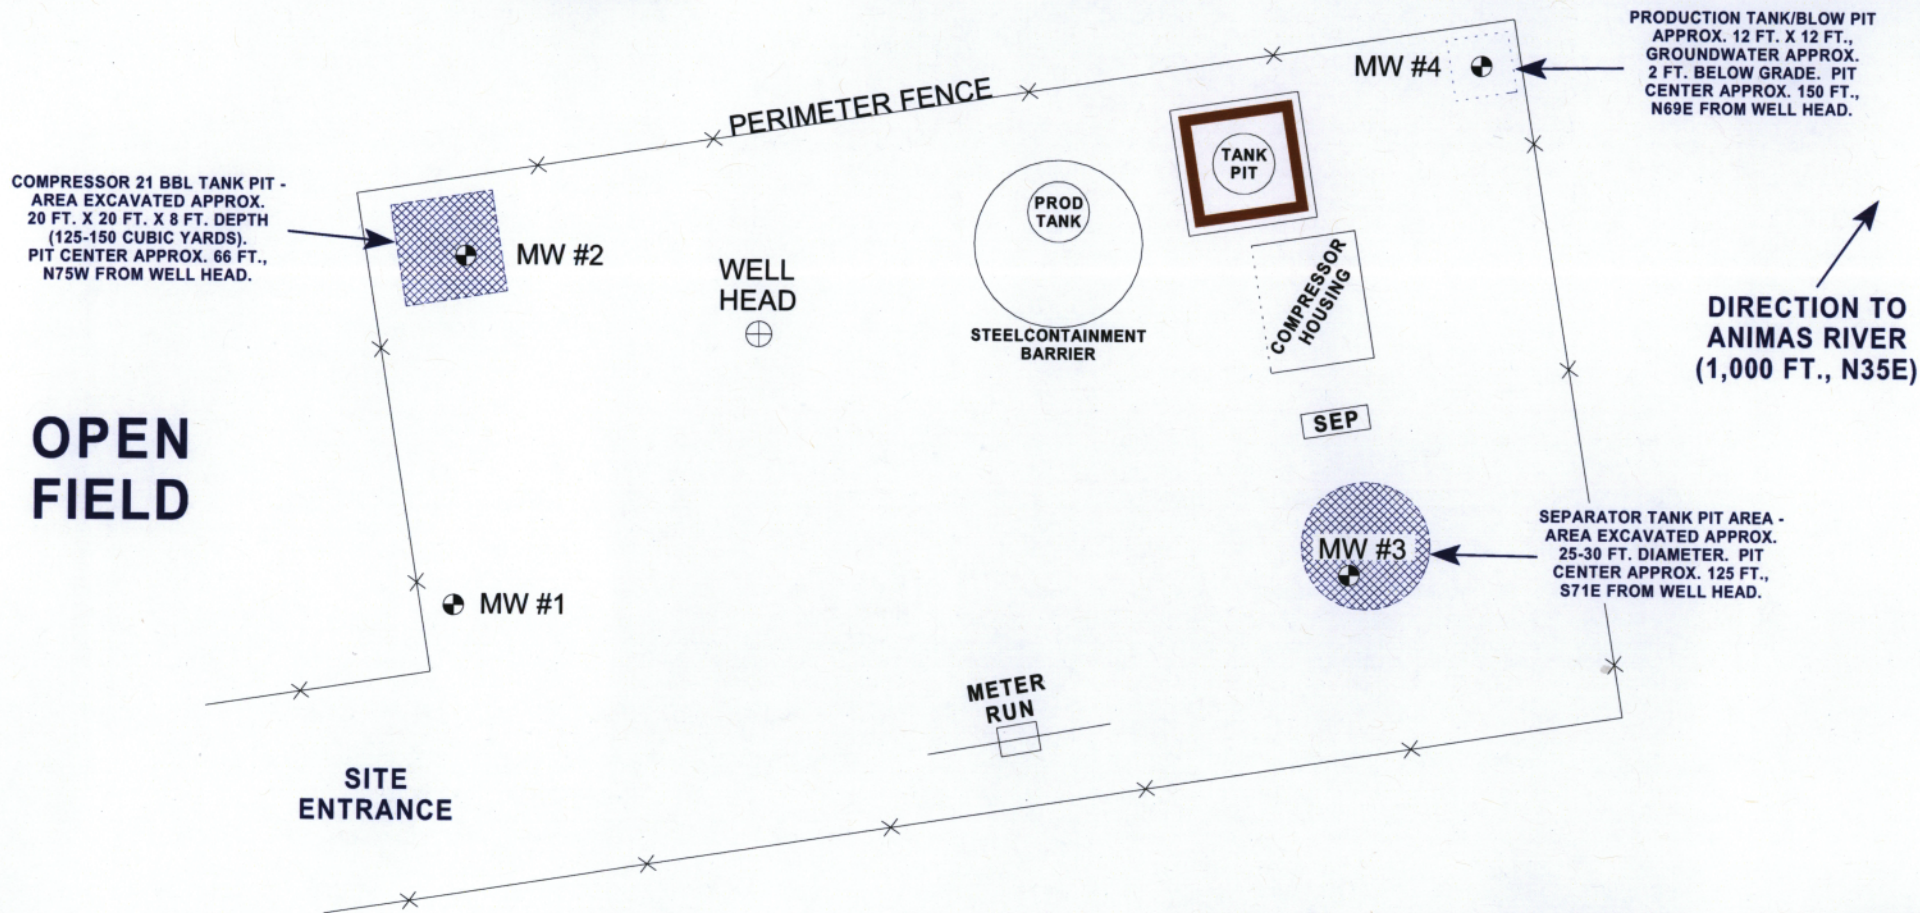 PRODUCTION TANK/BLOW PIT
APPROX. 12 FT. X 12 FT.,
GROUNDWATER APPROX.
2 FT. BELOW GRADE.  PIT
CENTER APPROX. 150 FT.,
N69E FROM WELL HEAD.
MW #4
PERIMETER FENCE
TANK
PIT
COMPRESSOR 21 BBL TANK PIT -
AREA EXCAVATED APPROX.
20 FT. X 20 FT. X 8 FT. DEPTH
(125-150 CUBIC YARDS).
PIT CENTER APPROX. 66 FT.,
N75W FROM WELL HEAD.
MW #2
PROD
TANK
WELL
HEAD
STEELCONTAINMENT
BARRIER
COMPRESSOR
HOUSING
DIRECTION TO
ANIMAS RIVER
(1,000 FT., N35E)
OPEN
FIELD
SEP
SEPARATOR TANK PIT AREA -
AREA EXCAVATED APPROX.
25-30 FT. DIAMETER.  PIT
CENTER APPROX. 125 FT.,
S71E FROM WELL HEAD.
MW #3
MW #1
METER
RUN
SITE
ENTRANCE